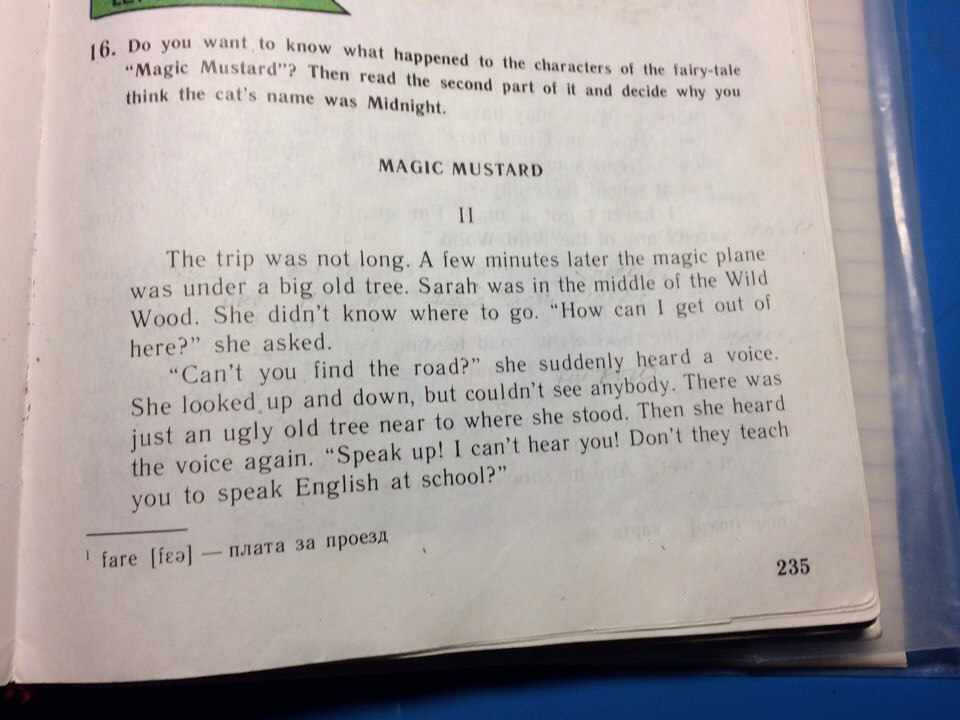 16. Do you want to know what happened to the characters of the fairy-tale
“Magic Mustard”? Then read the second part of it and decide why you
think the cat's name was Midnight.
MAGIC MUSTARD
II
The trip was not long. A few minutes later the magic plane
was under a big old tree. Sarah was in the middle of the Wild
Wood. She didn't know where to go. “How can I get out of
here?” she asked.
“Can't you find the road?” she suddenly heard a voice.
She looked up and down, but couldn't see anybody. There was
just an ugly old tree near to where she stood. Then she heard
the voice again. “Speak up! I can't hear you! Don't they teach
you to speak English at school?”
¹ fare [fɛə] — плата за проезд
235